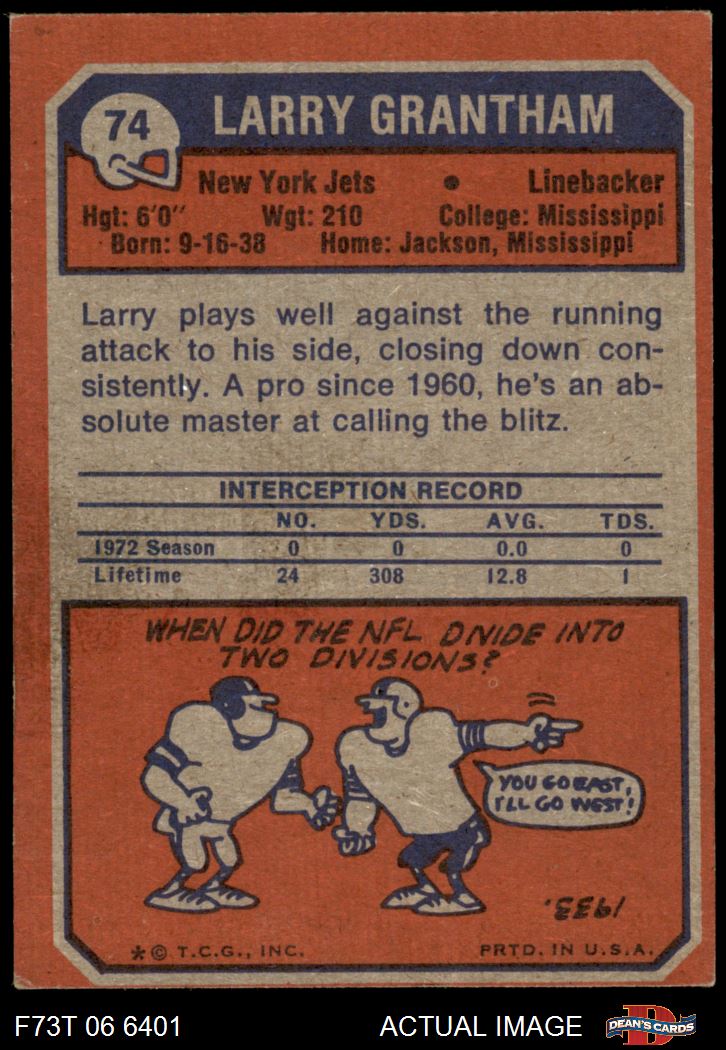 74
LARRY GRANTHAM
New York Jets • Linebacker
Hgt: 6'0" Wgt: 210 College: Mississippi
Born: 9-16-38 Home: Jackson, Mississippi
Larry plays well against the running
attack to his side, closing down con-
sistently. A pro since 1960, he's an ab-
solute master at calling the blitz.
INTERCEPTION RECORD
NO. YDS. AVG. TDS.
1972 Season 0 0 0.0 0
Lifetime 24 308 12.8 1
WHEN DID THE NFL DIVIDE INTO
TWO DIVISIONS?
YOU GO EAST,
I'LL GO WEST!
1933.
* © T.C.G., INC. PRTD. IN U.S.A.
F73T 06 6401 ACTUAL IMAGE D DEAN'S CARDS